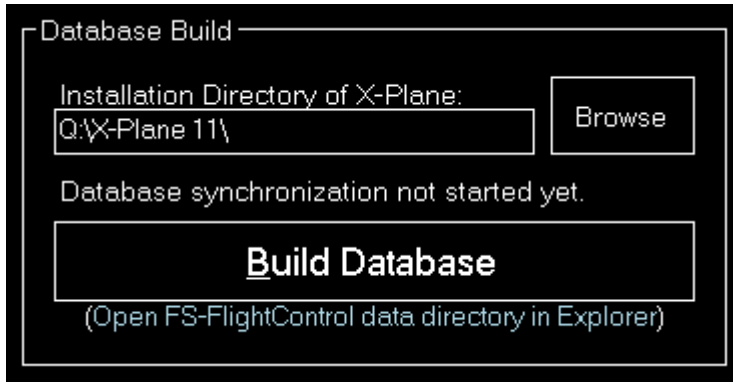 Database Build
Installation Directory of X-Plane:
Q:\X-Plane 11\
Browse
Database synchronization not started yet.
Build Database
(Open FS-FlightControl data directory in Explorer)